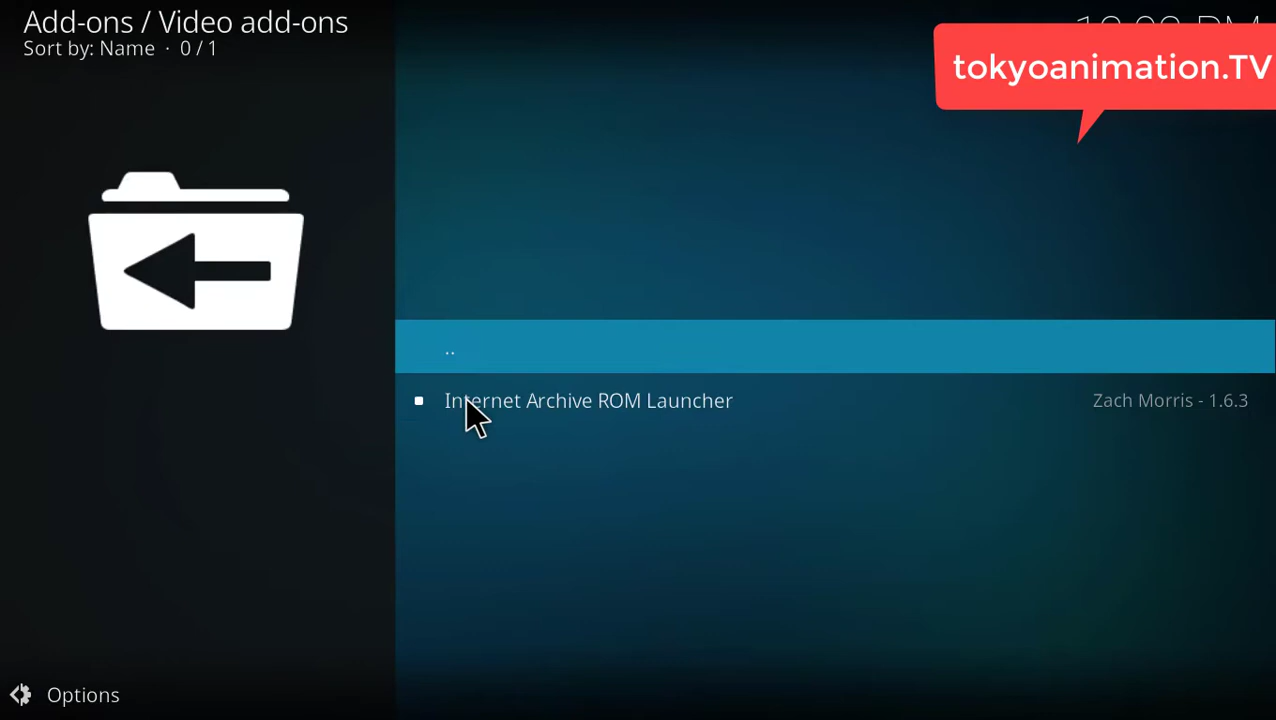 Add-ons / Video add-ons
Sort by: Name · 0 / 1
tokyoanimation.TV
..
Internet Archive ROM Launcher
Zach Morris - 1.6.3
Options